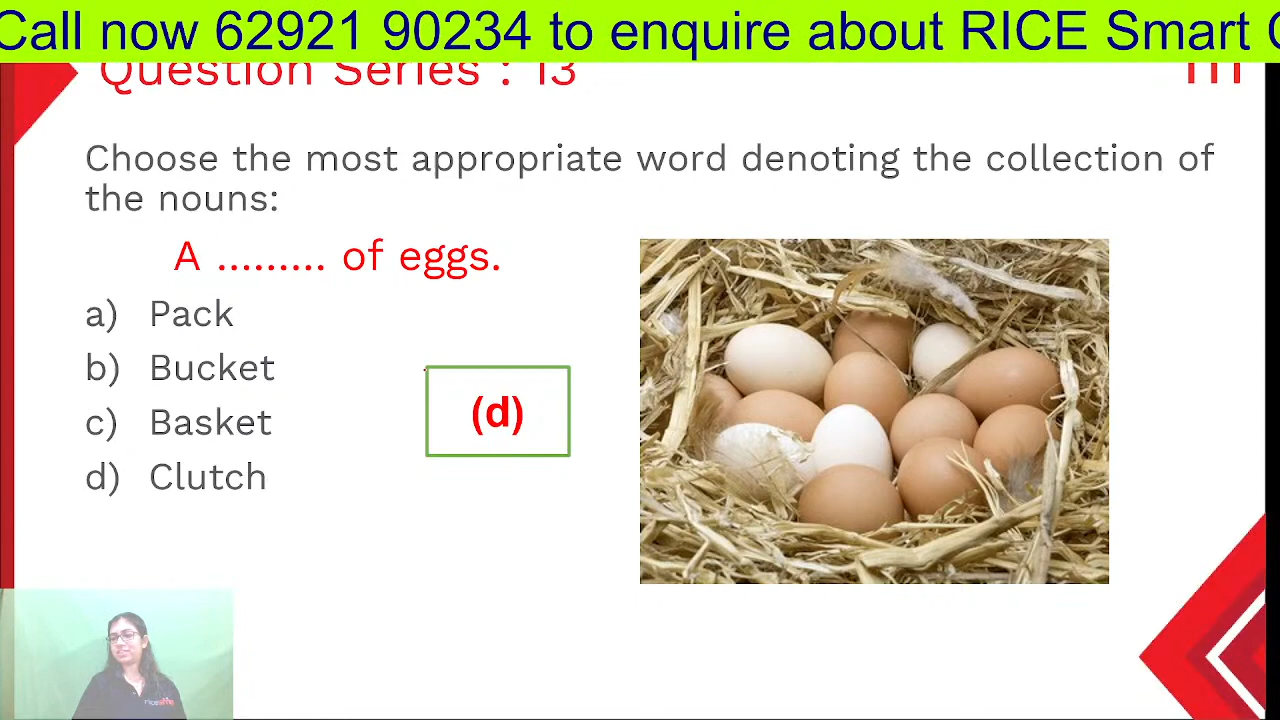 Call now 62921 90234 to enquire about RICE Smart
Question Series : 13
Choose the most appropriate word denoting the collection of
the nouns:
A ......... of eggs.
a) Pack
b) Bucket
c) Basket
d) Clutch
(d)